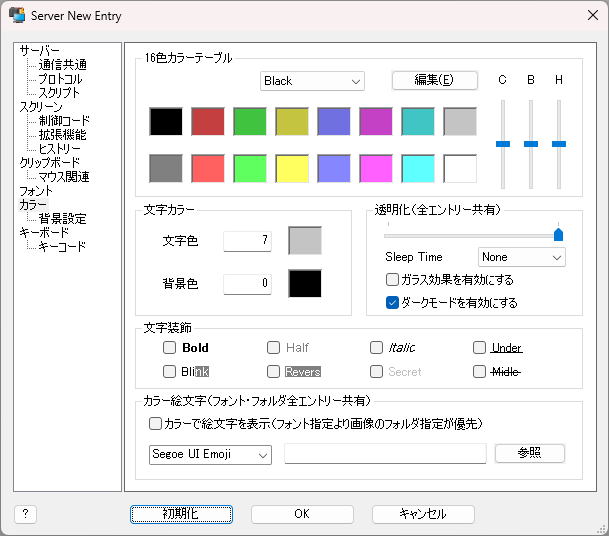 Server New Entry
サーバー
通信共通
プロトコル
スクリプト
スクリーン
制御コード
拡張機能
ヒストリー
クリップボード
マウス関連
フォント
カラー
背景設定
キーボード
キーコード
16色カラーテーブル
Black
編集(E)
C B H
文字カラー
文字色 7
背景色 0
透明化(全エントリー共有)
Sleep Time None
ガラス効果を有効にする
ダークモードを有効にする
文字装飾
Bold Half Italic Under
Blink Revers Secret Midle
カラー絵文字(フォント・フォルダ全エントリー共有)
カラーで絵文字を表示(フォント指定より画像のフォルダ指定が優先)
Segoe UI Emoji 参照
? 初期化 OK キャンセル